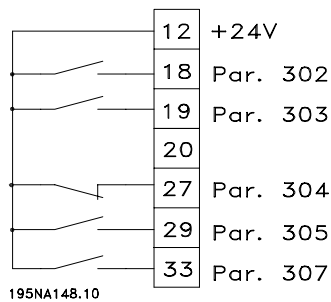 12 +24V
18 Par. 302
19 Par. 303
20
27 Par. 304
29 Par. 305
33 Par. 307
195NA148.10